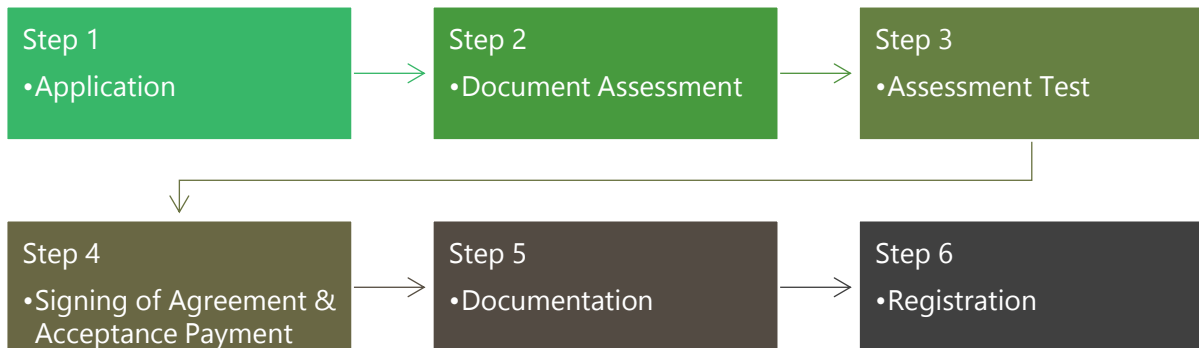 Step 1
•Application
Step 2
•Document Assessment
Step 3
•Assessment Test
Step 4
•Signing of Agreement &
Acceptance Payment
Step 5
•Documentation
Step 6
•Registration